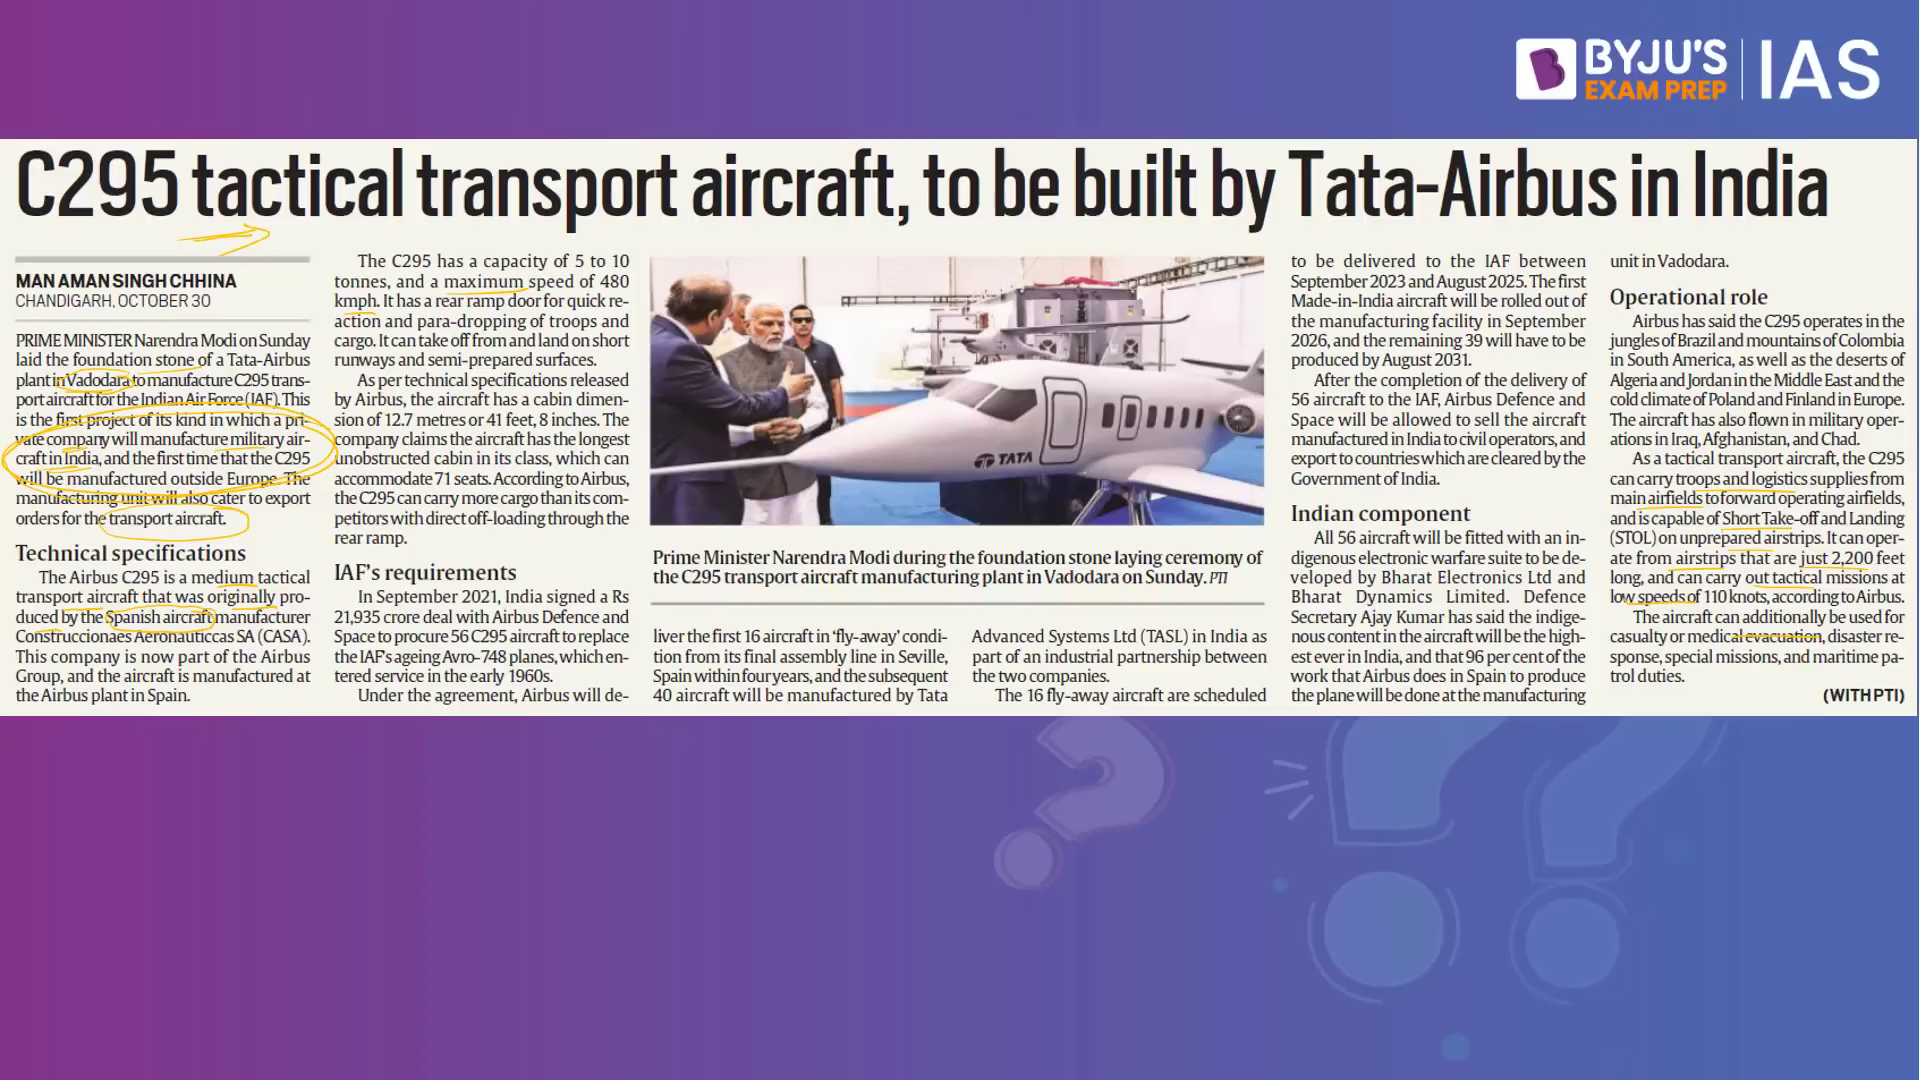 BYJU'S
EXAM PREP
IAS
C295 tactical transport aircraft, to be built by Tata-Airbus in India
MAN AMAN SINGH CHHINA
CHANDIGARH, OCTOBER 30
PRIME MINISTER Narendra Modi on Sunday
laid the foundation stone of a Tata-Airbus
plant in Vadodara to manufacture C295 trans-
port aircraft for the Indian Air Force (IAF). This
is the first project of its kind in which a pri-
vate company will manufacture military air-
craft in India, and the first time that the C295
will be manufactured outside Europe. The
manufacturing unit will also cater to export
orders for the transport aircraft.
Technical specifications
The Airbus C295 is a medium tactical
transport aircraft that was originally pro-
duced by the Spanish aircraft manufacturer
Construccionaes Aeronauticcas SA (CASA).
This company is now part of the Airbus
Group, and the aircraft is manufactured at
the Airbus plant in Spain.
The C295 has a capacity of 5 to 10
tonnes, and a maximum speed of 480
kmph. It has a rear ramp door for quick re-
action and para-dropping of troops and
cargo. It can take off from and land on short
runways and semi-prepared surfaces.
As per technical specifications released
by Airbus, the aircraft has a cabin dimen-
sion of 12.7 metres or 41 feet, 8 inches. The
company claims the aircraft has the longest
unobstructed cabin in its class, which can
accommodate 71 seats. According to Airbus,
the C295 can carry more cargo than its com-
petitors with direct off-loading through the
rear ramp.
IAF's requirements
In September 2021, India signed a Rs
21,935 crore deal with Airbus Defence and
Space to procure 56 C295 aircraft to replace
the IAF's ageing Avro-748 planes, which en-
tered service in the early 1960s.
Under the agreement, Airbus will de-
TATA
Prime Minister Narendra Modi during the foundation stone laying ceremony of
the C295 transport aircraft manufacturing plant in Vadodara on Sunday. PTI
liver the first 16 aircraft in 'fly-away' condi-
tion from its final assembly line in Seville,
Spain within four years, and the subsequent
40 aircraft will be manufactured by Tata
Advanced Systems Ltd (TASL) in India as
part of an industrial partnership between
the two companies.
The 16 fly-away aircraft are scheduled
to be delivered to the IAF between
September 2023 and August 2025. The first
Made-in-India aircraft will be rolled out of
the manufacturing facility in September
2026, and the remaining 39 will have to be
produced by August 2031.
After the completion of the delivery of
56 aircraft to the IAF, Airbus Defence and
Space will be allowed to sell the aircraft
manufactured in India to civil operators, and
export to countries which are cleared by the
Government of India.
Indian component
All 56 aircraft will be fitted with an in-
digenous electronic warfare suite to be de-
veloped by Bharat Electronics Ltd and
Bharat Dynamics Limited. Defence
Secretary Ajay Kumar has said the indige-
nous content in the aircraft will be the high-
est ever in India, and that 96 per cent of the
work that Airbus does in Spain to produce
the plane will be done at the manufacturing
unit in Vadodara.
Operational role
Airbus has said the C295 operates in the
jungles of Brazil and mountains of Colombia
in South America, as well as the deserts of
Algeria and Jordan in the Middle East and the
cold climate of Poland and Finland in Europe.
The aircraft has also flown in military oper-
ations in Iraq, Afghanistan, and Chad.
As a tactical transport aircraft, the C295
can carry troops and logistics supplies from
main airfields to forward operating airfields,
and is capable of Short Take-off and Landing
(STOL) on unprepared airstrips. It can oper-
ate from airstrips that are just 2,200 feet
long, and can carry out tactical missions at
low speeds of 110 knots, according to Airbus.
The aircraft can additionally be used for
casualty or medical evacuation, disaster re-
sponse, special missions, and maritime pa-
trol duties.
(WITH PTI)